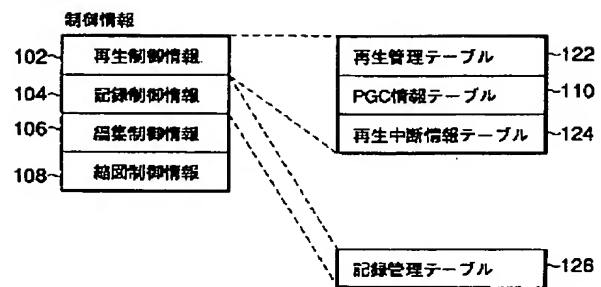 制御情報
102 再生制御情報
104 記録制御情報
106 編集制御情報
108 縮図制御情報
再生管理テーブル 122
PGC情報テーブル 110
再生中断情報テーブル 124
記録管理テーブル 126